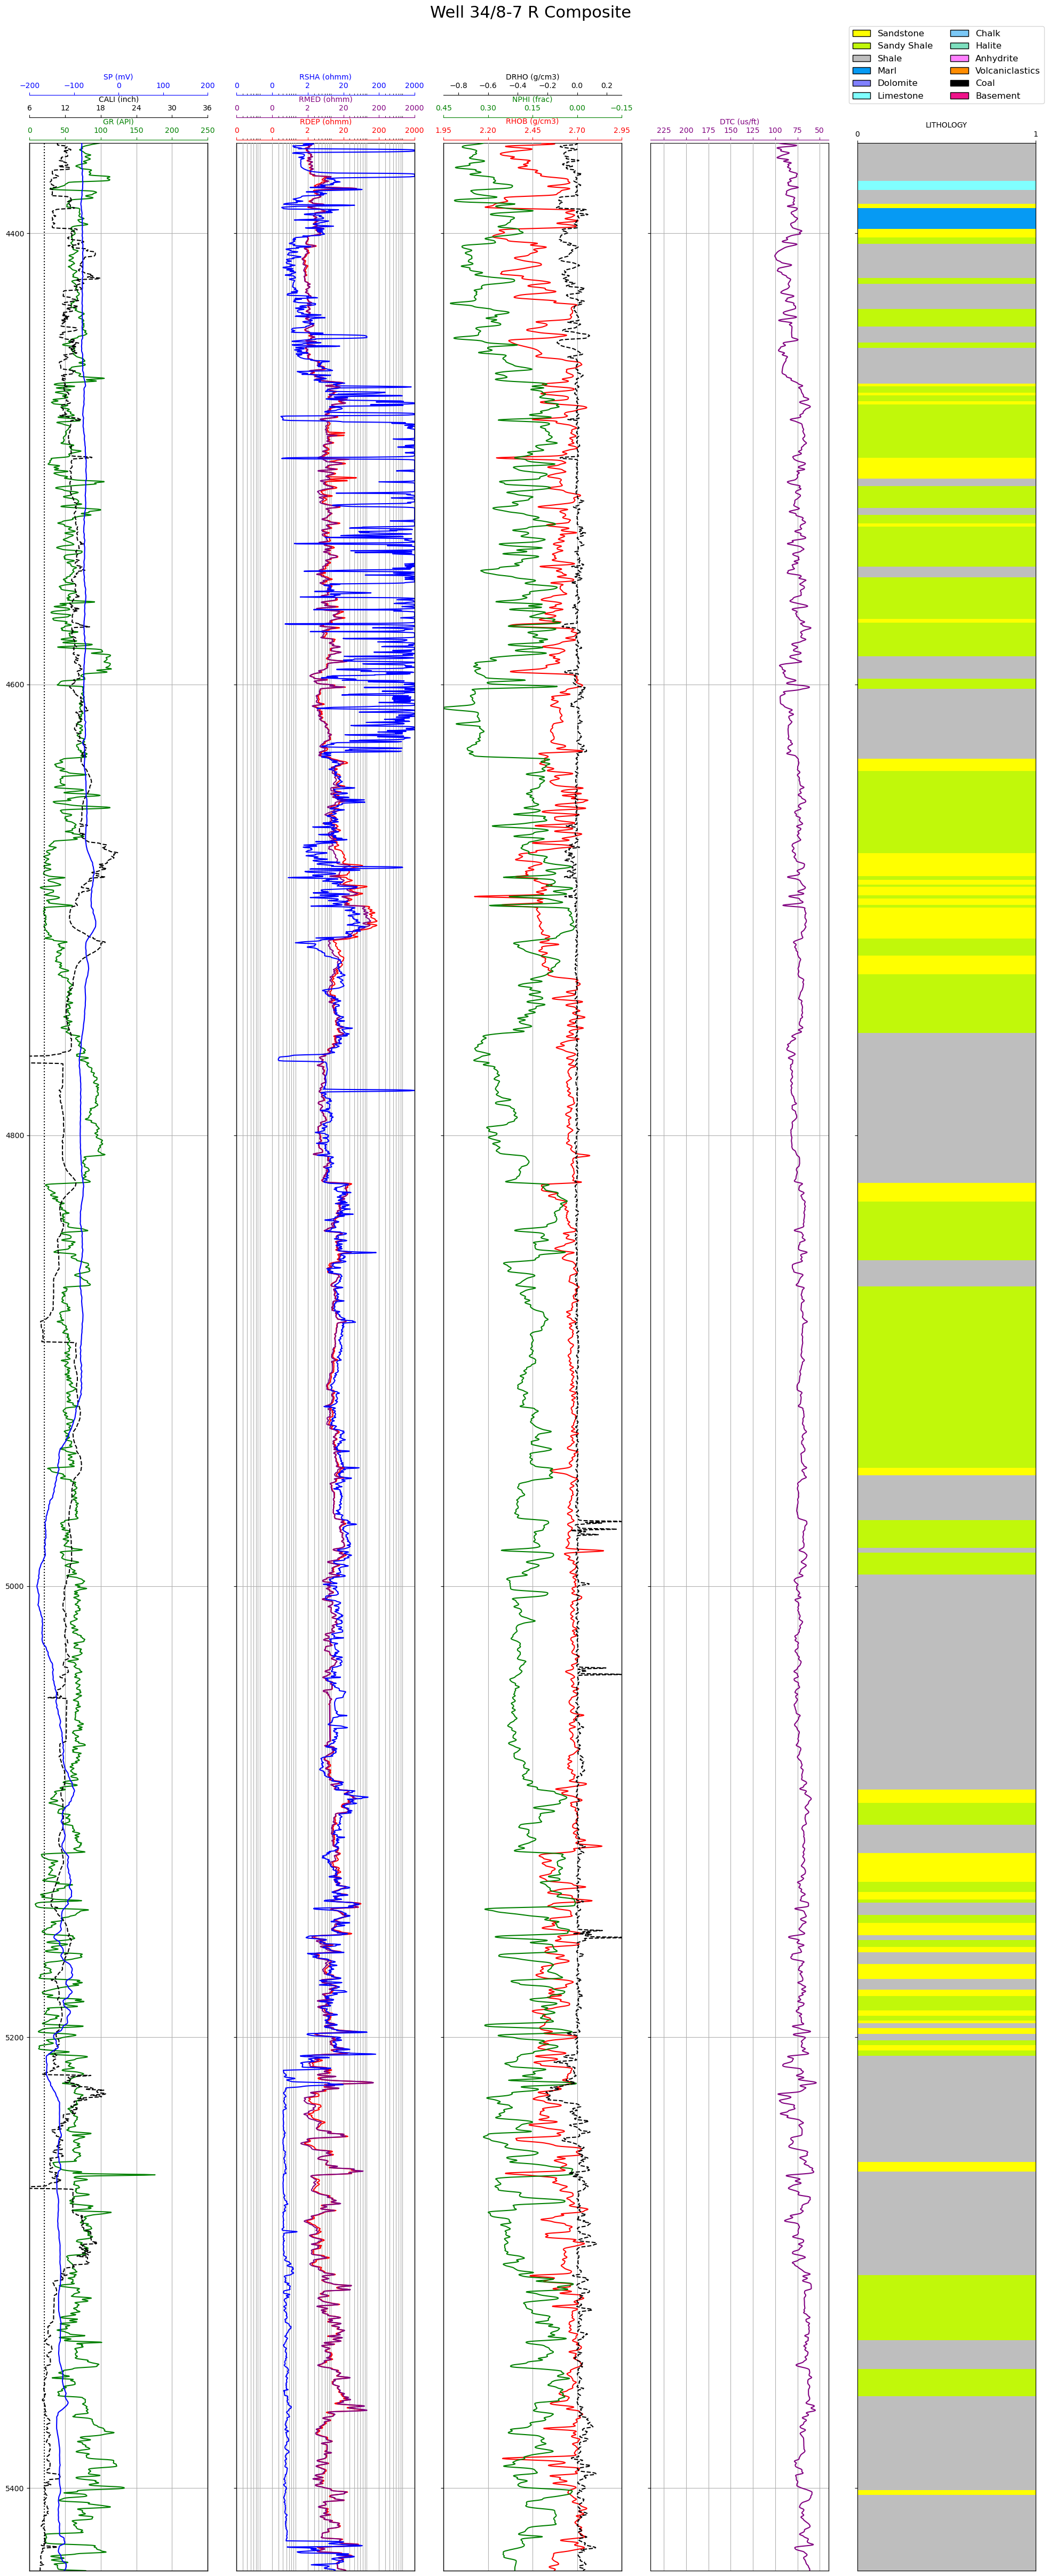 Well 34/8-7 R Composite
Sandstone Chalk
Sandy Shale Halite
Shale Anhydrite
Marl Volcaniclastics
Dolomite Coal
Limestone Basement
SP (mV) RSHA (ohmm) DRHO (g/cm3)
−200 −100 0 100 200 0 0 2 20 200 2000 −0.8 −0.6 −0.4 −0.2 0.0 0.2
CALI (inch) RMED (ohmm) NPHI (frac)
6 12 18 24 30 36 0 0 2 20 200 2000 0.45 0.30 0.15 0.00 −0.15
GR (API) RDEP (ohmm) RHOB (g/cm3) DTC (us/ft) LITHOLOGY
0 50 100 150 200 250 0 0 2 20 200 2000 1.95 2.20 2.45 2.70 2.95 225 200 175 150 125 100 75 50 0 1
4400
4600
4800
5000
5200
5400